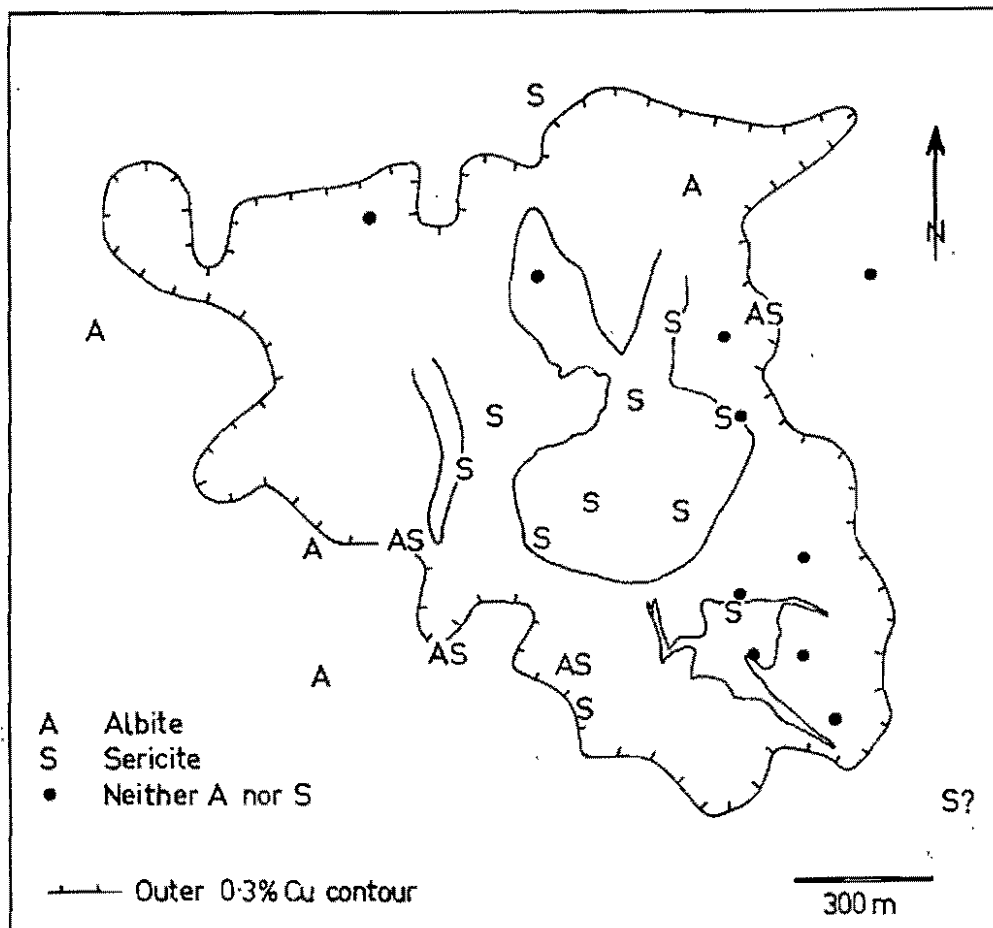 S
A
N
A
AS
S
S
S
S
S
S
S
S
A
AS
S
AS
AS
A
S
A Albite
S Sericite
● Neither A nor S
S?
Outer 0·3% Cu contour
300 m